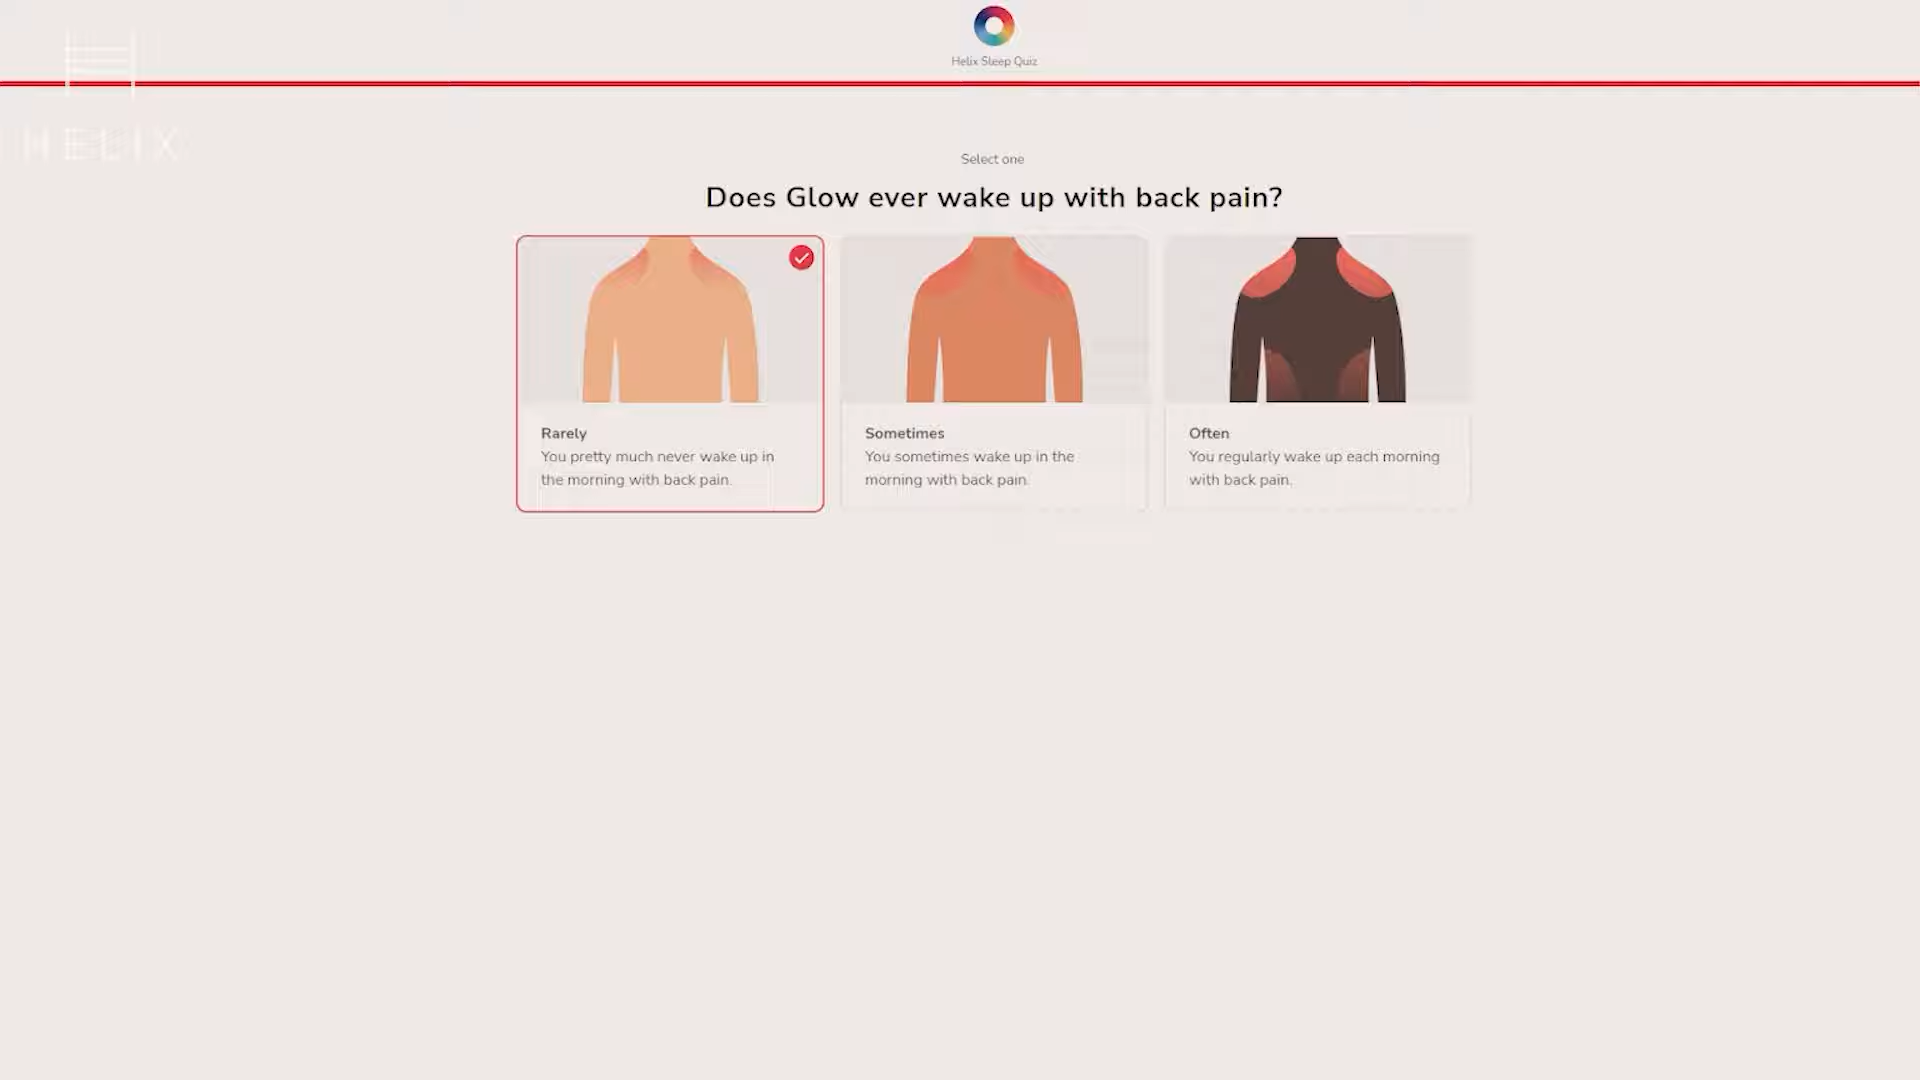 Helix Sleep Quiz
HELIX
Select one
Does Glow ever wake up with back pain?
Rarely
You pretty much never wake up in
the morning with back pain.
Sometimes
You sometimes wake up in the
morning with back pain.
Often
You regularly wake up each morning
with back pain.